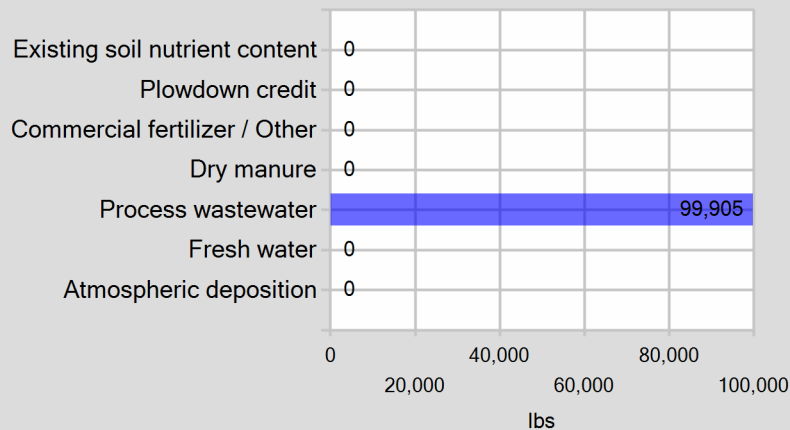 Existing soil nutrient content 0
Plowdown credit 0
Commercial fertilizer / Other 0
Dry manure 0
Process wastewater 99,905
Fresh water 0
Atmospheric deposition 0
0 40,000 80,000
20,000 60,000 100,000
lbs